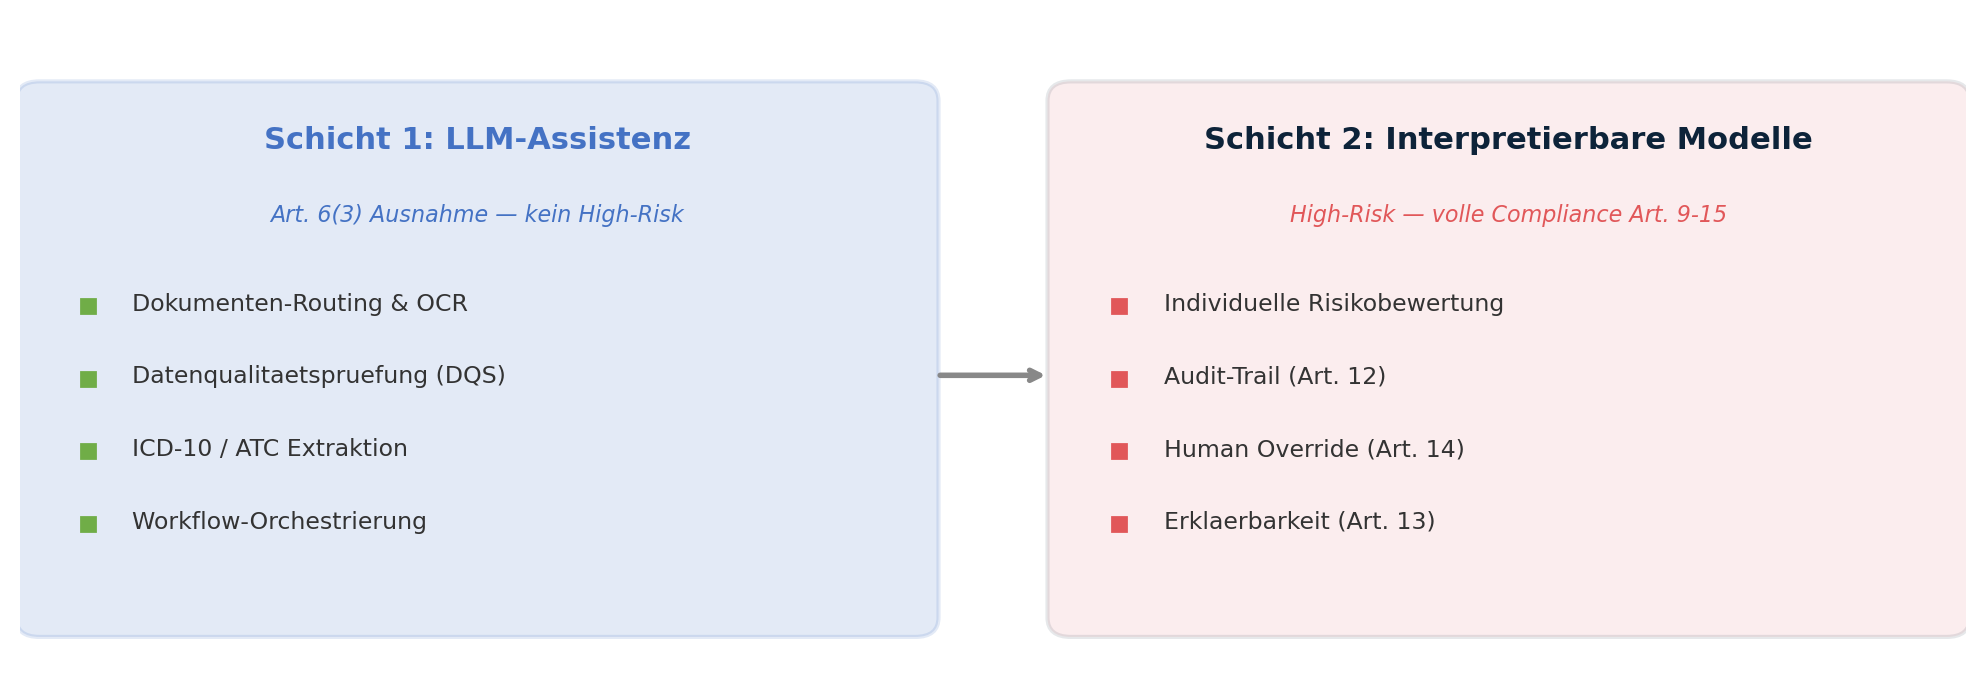 Schicht 1: LLM-Assistenz
Art. 6(3) Ausnahme — kein High-Risk
Dokumenten-Routing & OCR
Datenqualitaetspruefung (DQS)
ICD-10 / ATC Extraktion
Workflow-Orchestrierung
Schicht 2: Interpretierbare Modelle
High-Risk — volle Compliance Art. 9-15
Individuelle Risikobewertung
Audit-Trail (Art. 12)
Human Override (Art. 14)
Erklaerbarkeit (Art. 13)